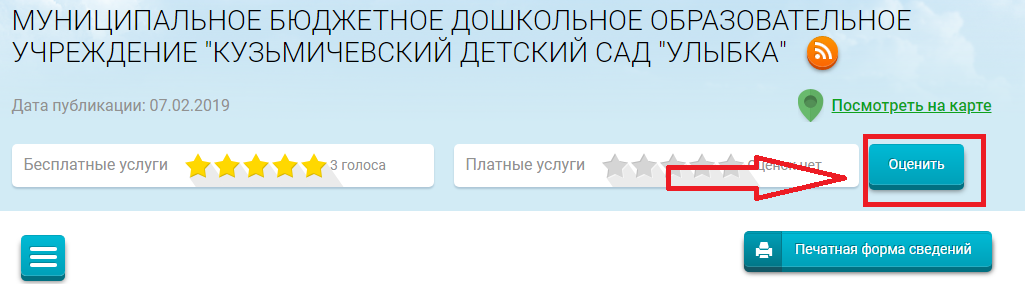 МУНИЦИПАЛЬНОЕ БЮДЖЕТНОЕ ДОШКОЛЬНОЕ ОБРАЗОВАТЕЛЬНОЕ
УЧРЕЖДЕНИЕ "КУЗЬМИЧЕВСКИЙ ДЕТСКИЙ САД "УЛЫБКА"
Дата публикации: 07.02.2019
Посмотреть на карте
Бесплатные услуги 3 голоса
Платные услуги нет
Оценить
Печатная форма сведений